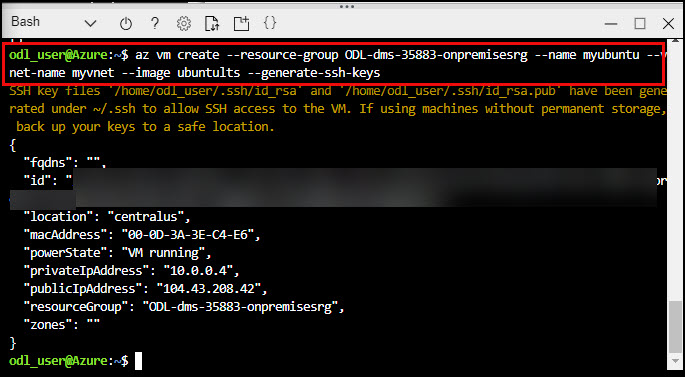 Bash
odl_user@Azure:~$ az vm create --resource-group ODL-dms-35883-onpremisesrg --name myubuntu --v
net-name myvnet --image ubuntults --generate-ssh-keys
SSH key files '/home/odl_user/.ssh/id_rsa' and '/home/odl_user/.ssh/id_rsa.pub' have been gene
rated under ~/.ssh to allow SSH access to the VM. If using machines without permanent storage,
back up your keys to a safe location.
{
"fqdns": "",
"id": "
"location": "centralus",
"macAddress": "00-0D-3A-3E-C4-E6",
"powerState": "VM running",
"privateIpAddress": "10.0.0.4",
"publicIpAddress": "104.43.208.42",
"resourceGroup": "ODL-dms-35883-onpremisesrg",
"zones": ""
}
odl_user@Azure:~$